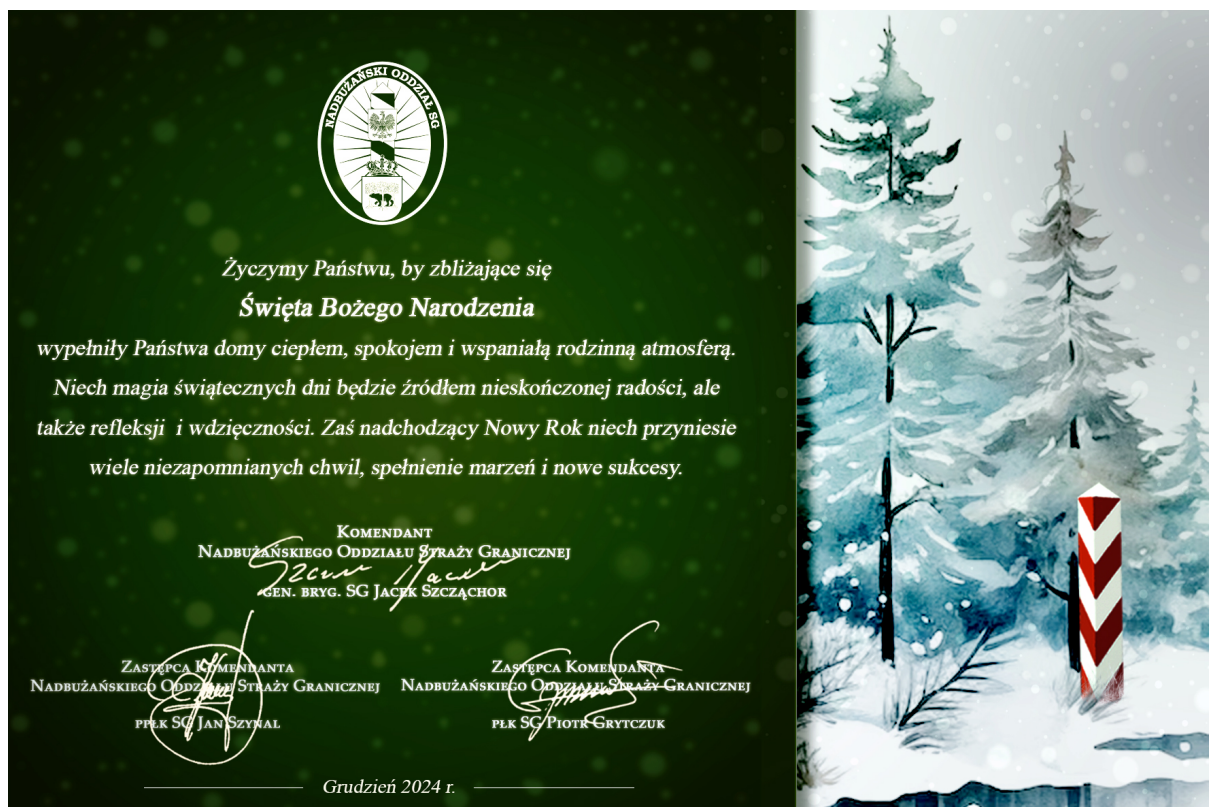 NADBUŻAŃSKI ODDZIAŁ SG
Życzymy Państwu, by zbliżające się
Święta Bożego Narodzenia
wypełniły Państwa domy ciepłem, spokojem i wspaniałą rodzinną atmosferą.
Niech magia świątecznych dni będzie źródłem nieskończonej radości, ale
także refleksji i wdzięczności. Zaś nadchodzący Nowy Rok niech przyniesie
wiele niezapomnianych chwil, spełnienie marzeń i nowe sukcesy.
Komendant
Nadbużańskiego Oddziału Straży Granicznej
gen. bryg. SG Jacek Szcząchor
Zastępca Komendanta
Nadbużańskiego Oddziału Straży Granicznej
ppłk SG Jan Szynal
Zastępca Komendanta
Nadbużańskiego Oddziału Straży Granicznej
płk SG Piotr Grytczuk
Grudzień 2024 r.